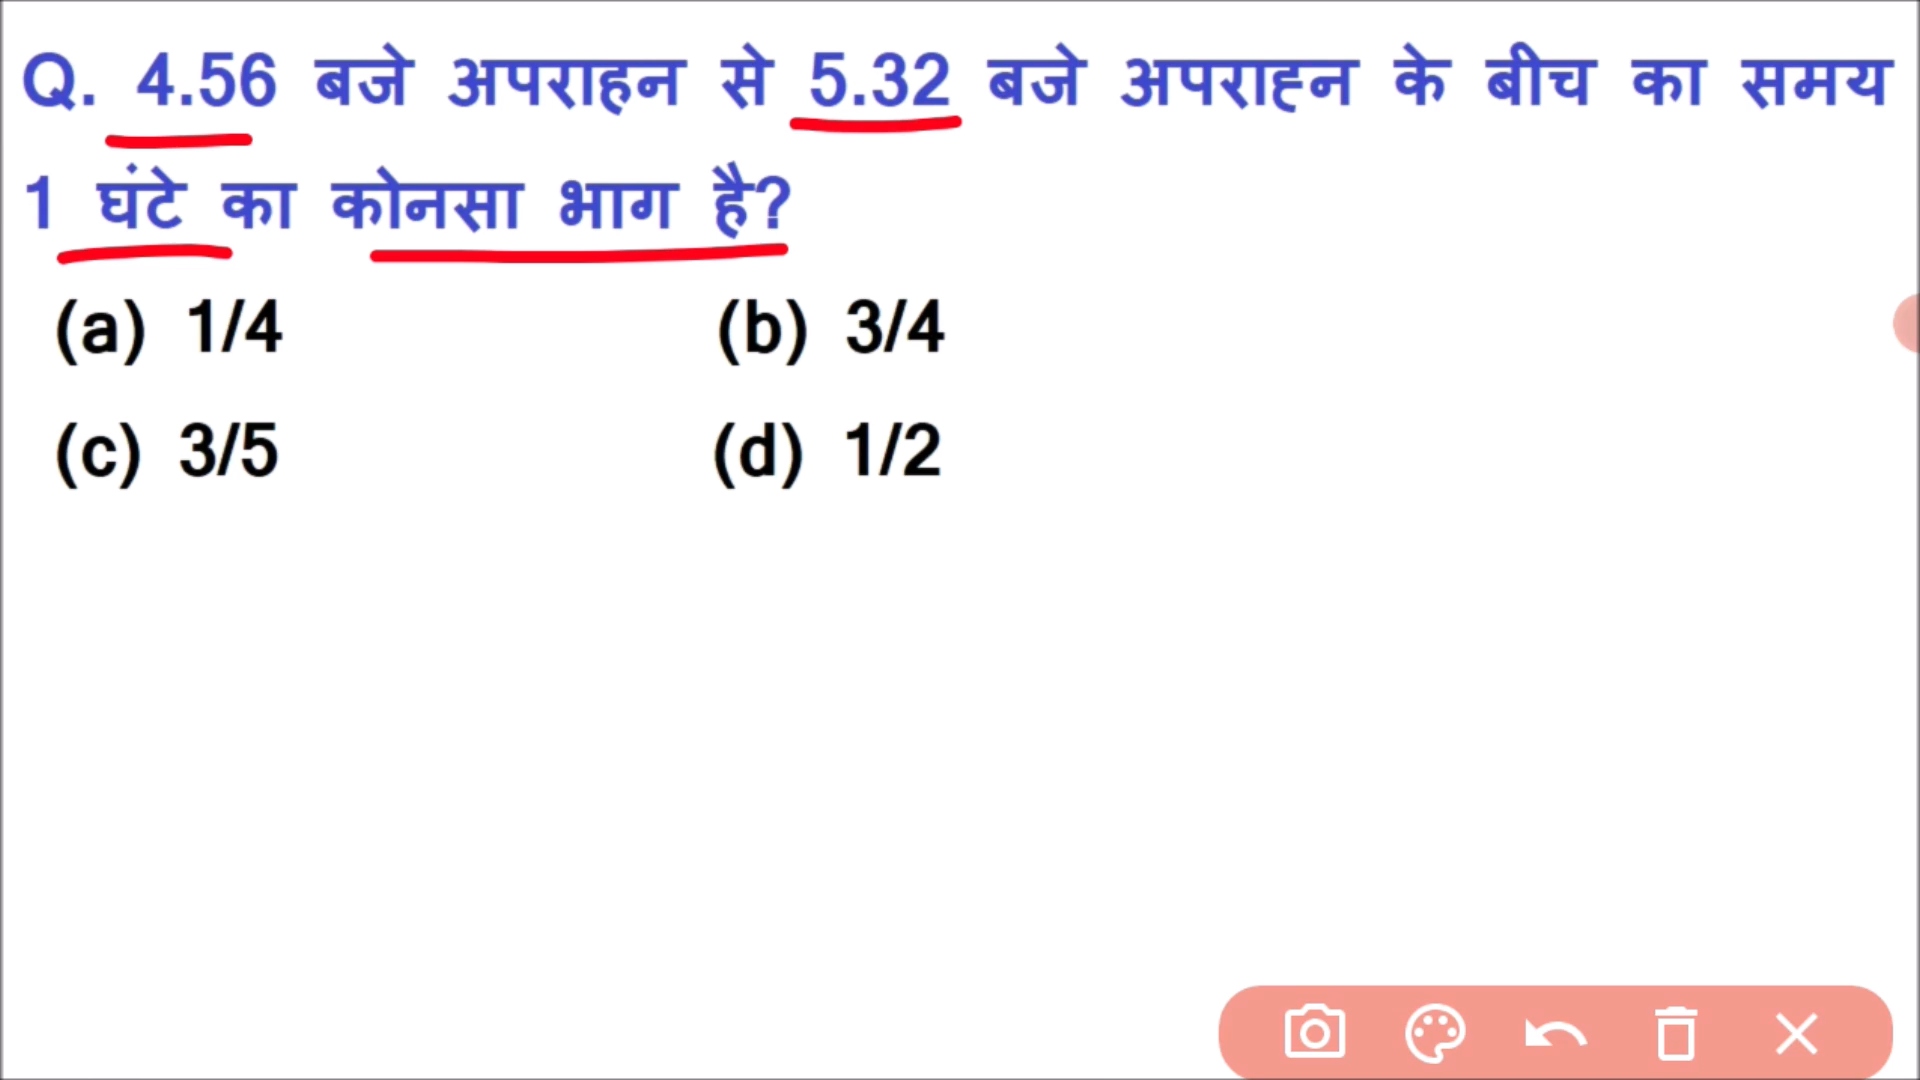 Q. 4.56 बजे अपराहन से 5.32 बजे अपराह्न के बीच का समय
1 घंटे का कोनसा भाग है?
(a) 1/4 (b) 3/4
(c) 3/5 (d) 1/2